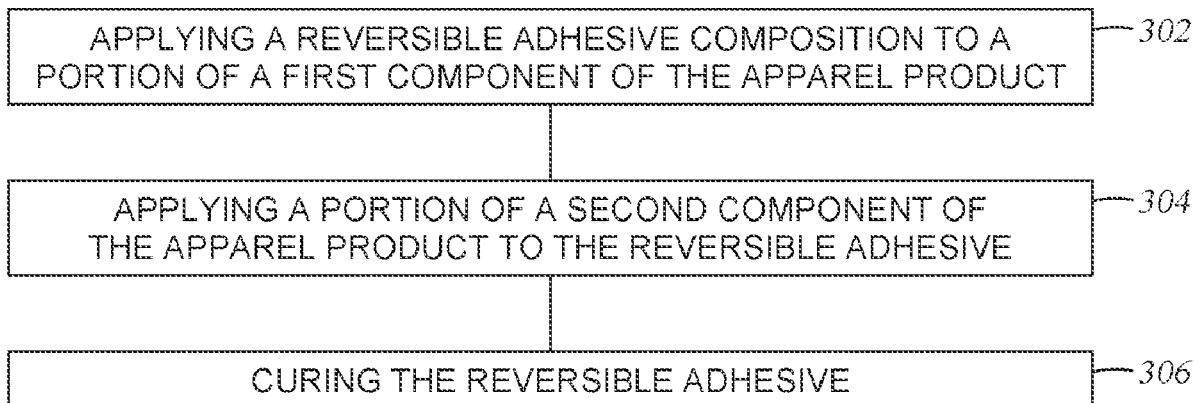 APPLYING A REVERSIBLE ADHESIVE COMPOSITION TO A
PORTION OF A FIRST COMPONENT OF THE APPAREL PRODUCT
302
APPLYING A PORTION OF A SECOND COMPONENT OF
THE APPAREL PRODUCT TO THE REVERSIBLE ADHESIVE
304
CURING THE REVERSIBLE ADHESIVE
306